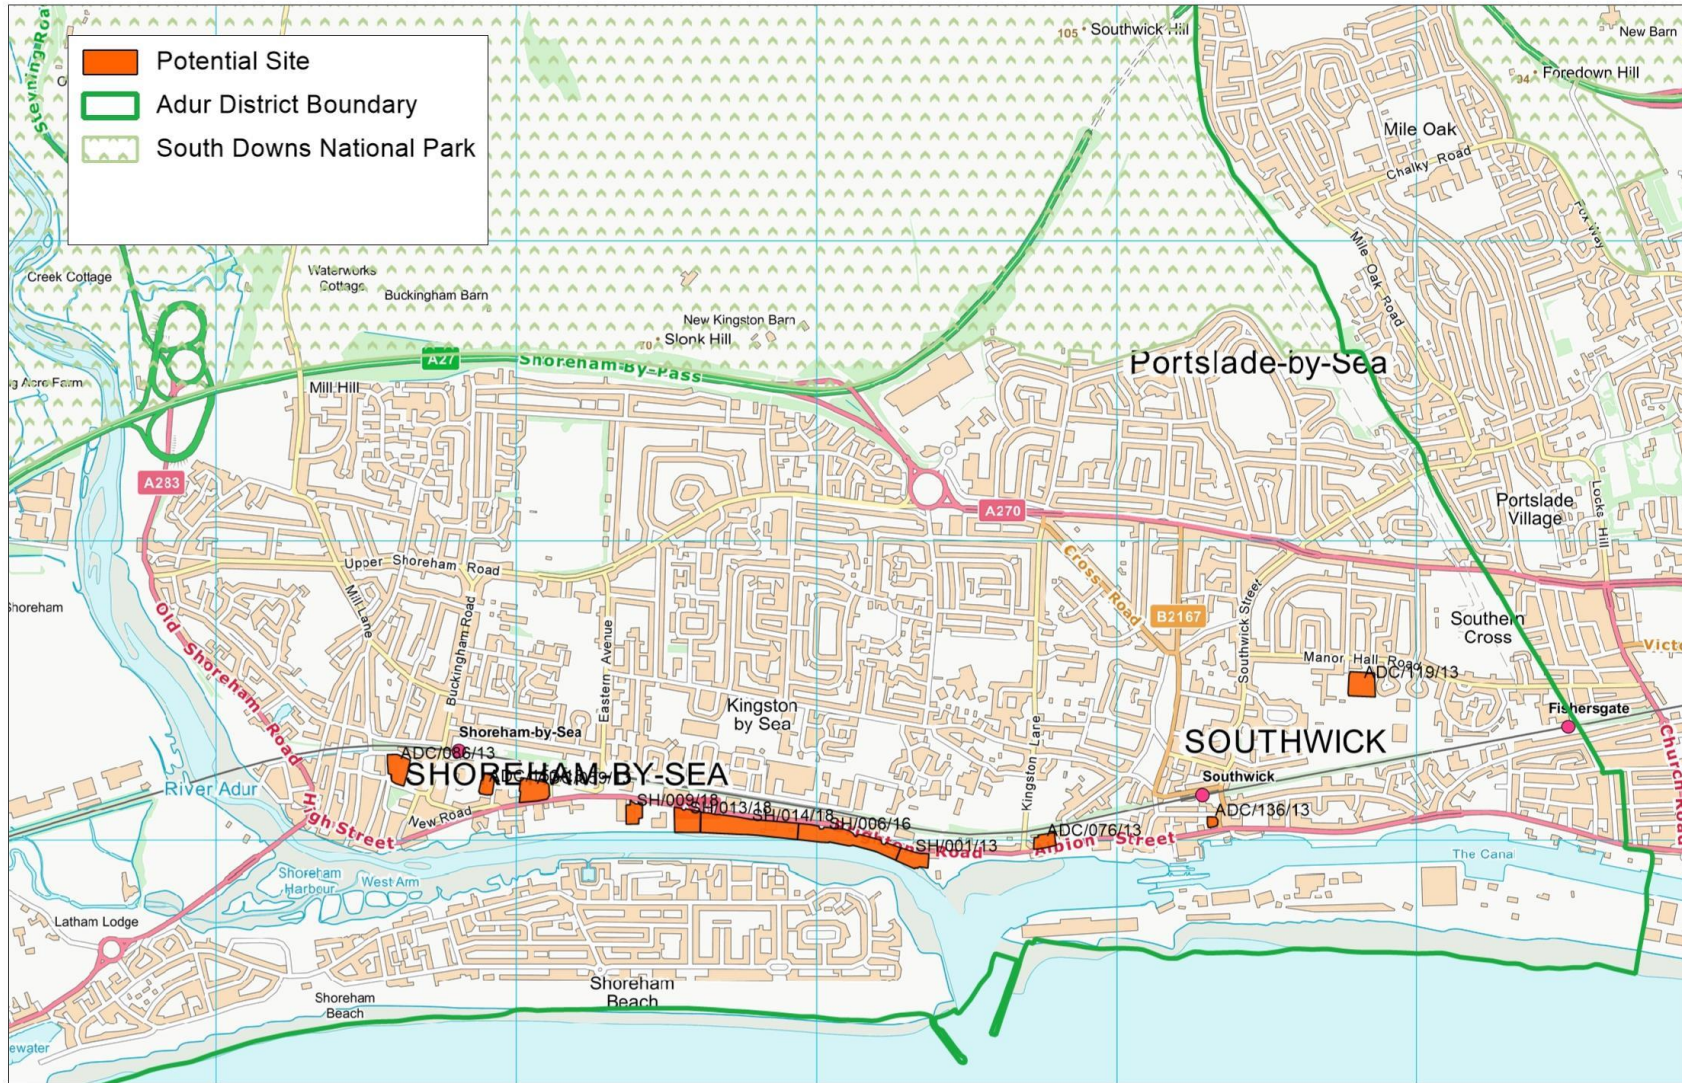 Potential Site
Adur District Boundary
South Downs National Park
105
Southwick Hill
New Barn
Foredown Hill
Mile Oak
Chalky Road
Fox Way
Mile Oak Road
Creek Cottage
Waterworks
Cottage
Buckingham Barn
New Kingston Barn
Slonk Hill
A27
Shoreham-By-Pass
Portslade-by-Sea
Mill Hill
A283
A270
Portslade
Village
Locks Hill
Upper Shoreham Road
Cross Road
B2167
Southwick Street
Southern
Cross
Shoreham
Old Shoreham Road
Mill Lane
Buckingham Road
Eastern Avenue
Manor Hall Road
ADC/119/13
Kingston
by Sea
Kingston Lane
Fishersgate
Church Road
Shoreham-by-Sea
ADC/086/13
SHOREHAM-BY-SEA
SOUTHWICK
Southwick
River Adur
High Street
New Road
SH/009/18
SH/013/18
SH/014/18
SH/006/16
SH/001/13
Road
ADC/076/13
Albion Street
ADC/136/13
The Canal
Shoreham
Harbour
West Arm
Latham Lodge
Shoreham
Beach
Shoreham
Beach